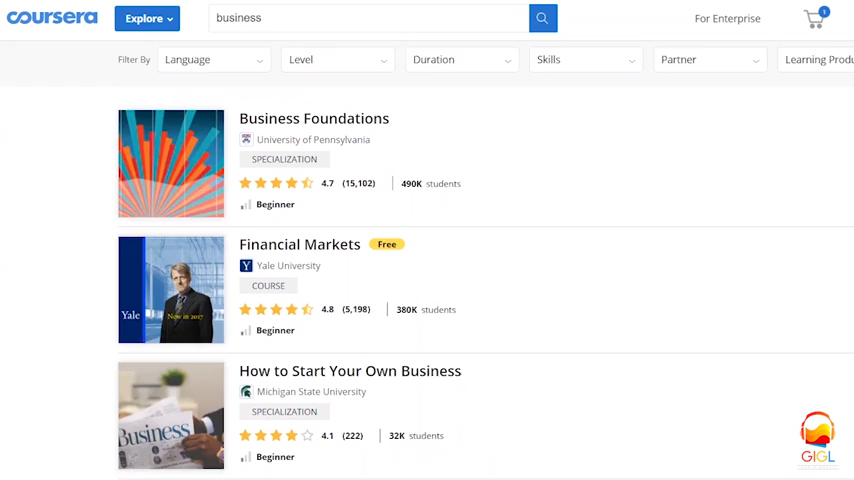 coursera
Explore
business
For Enterprise
1
Filter By
Language
Level
Duration
Skills
Partner
Learning Produ
Business Foundations
University of Pennsylvania
SPECIALIZATION
4.7 (15,102) 490K students
Beginner
Financial Markets Free
Y Yale University
COURSE
4.8 (5,198) 380K students
Beginner
Yale
Now in 2017
How to Start Your Own Business
Michigan State University
SPECIALIZATION
4.1 (222) 32K students
Beginner
Business
GIGL